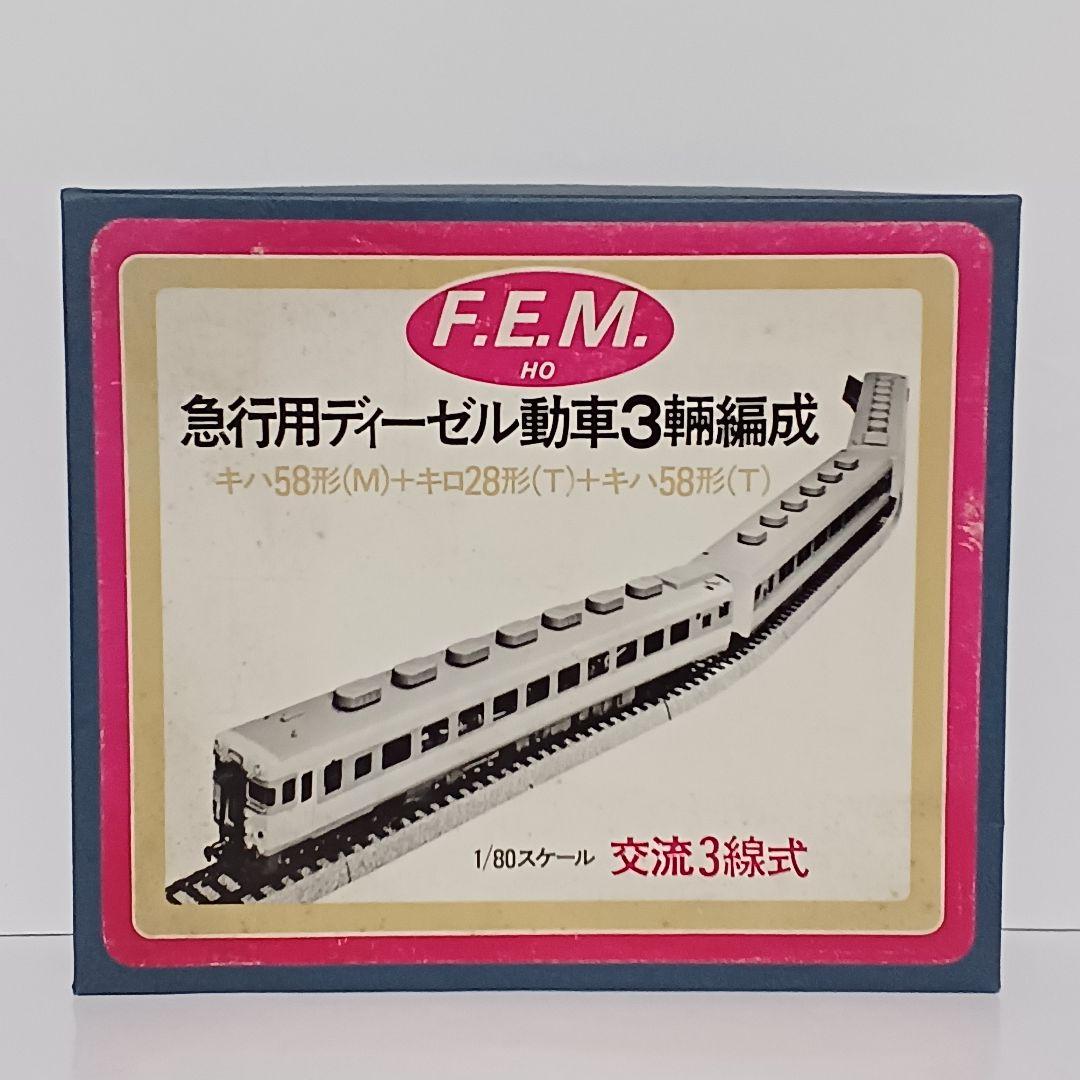 F.E.M.
HO
急行用ディーゼル動車3輛編成
キハ58形(M)+キロ28形(T)+キハ58形(T)
1/80スケール 交流3線式